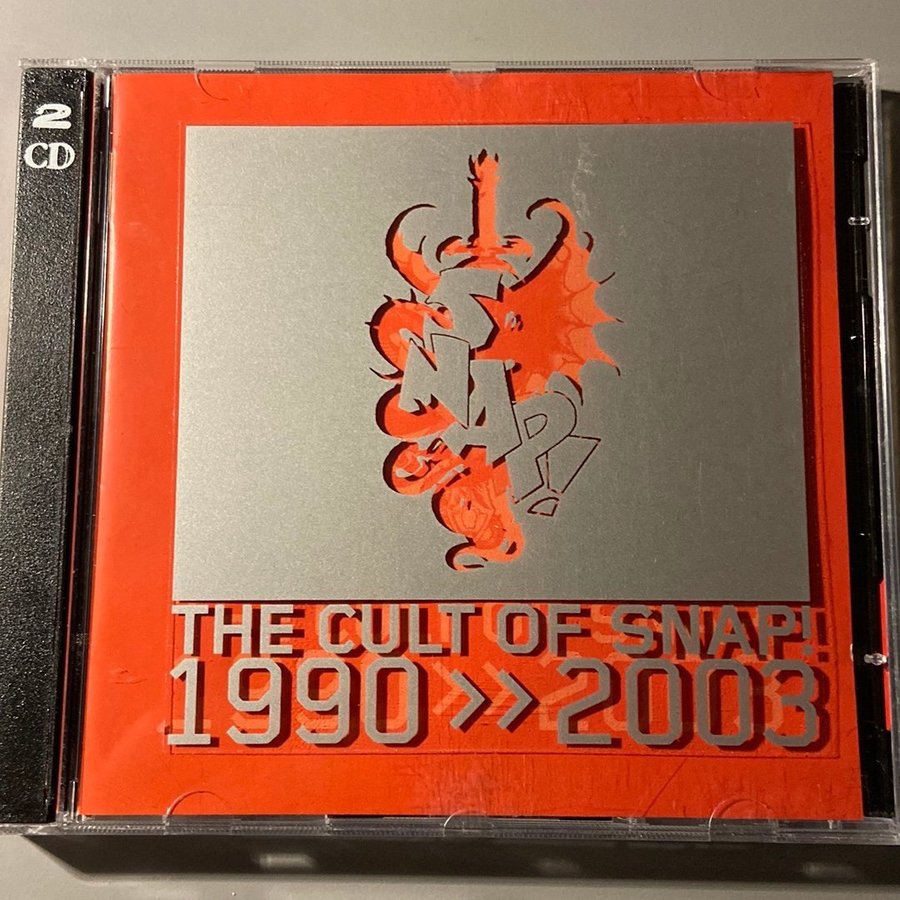 2
CD
SNAP!
THE CULT OF SNAP!
1990 >> 2003